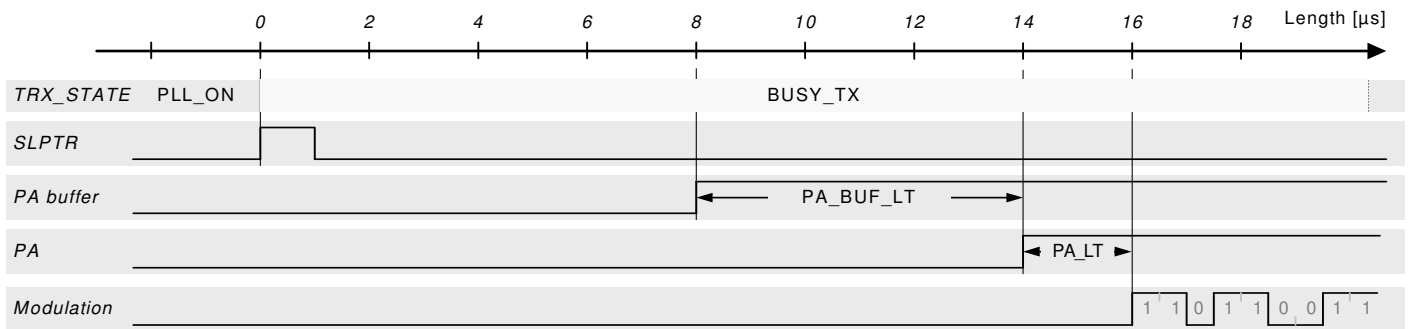 0 2 4 6 8 10 12 14 16 18 Length [µs]
TRX_STATE PLL_ON BUSY_TX
SLPTR
PA buffer PA_BUF_LT
PA PA_LT
Modulation 1 1 0 1 1 0 0 1 1